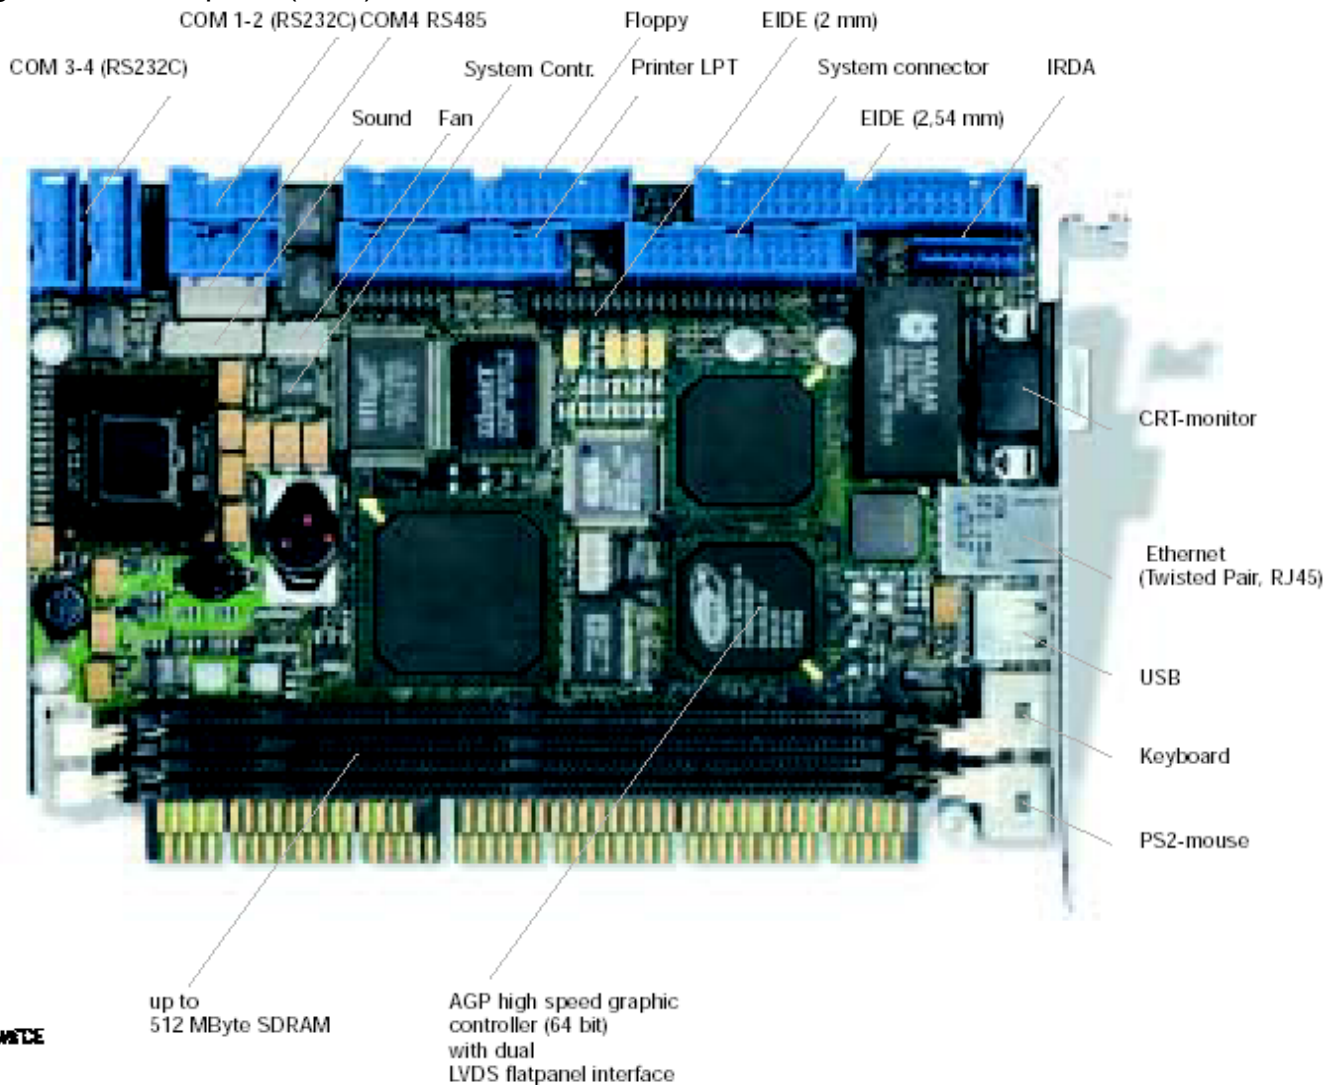 COM 1-2 (RS232C) COM4 RS485
Floppy
EIDE (2 mm)
COM 3-4 (RS232C)
System Contr.
Printer LPT
System connector
IRDA
Sound
Fan
EIDE (2,54 mm)
CRT-monitor
Ethernet
(Twisted Pair, RJ45)
USB
Keyboard
PS2-mouse
up to
512 MByte SDRAM
AGP high speed graphic
controller (64 bit)
with dual
LVDS flatpanel interface